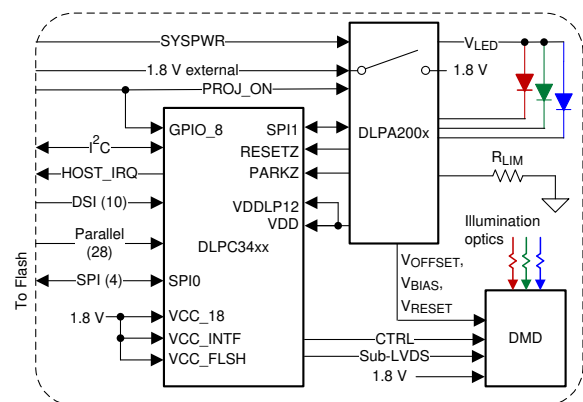 SYSPWR
1.8 V external
PROJ_ON
VLED
1.8 V
DLPA200x
GPIO_8
SPI1
I2C
RESETZ
HOST_IRQ
PARKZ
RLIM
DSI (10)
VDDLP12
VDD
Parallel
(28)
DLPC34xx
Illumination
optics
To Flash
SPI (4)
SPI0
VOFFSET,
VBIAS,
VRESET
1.8 V
VCC_18
VCC_INTF
VCC_FLSH
CTRL
Sub-LVDS
1.8 V
DMD